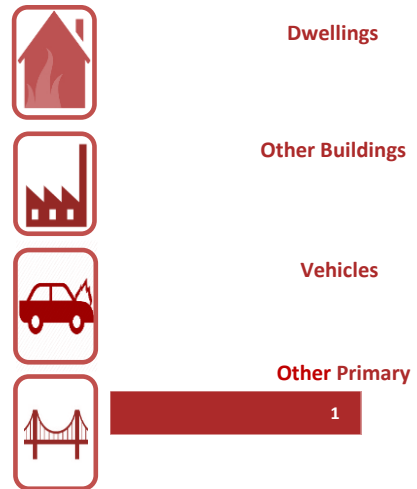 Dwellings
Other Buildings
Vehicles
Other Primary
1